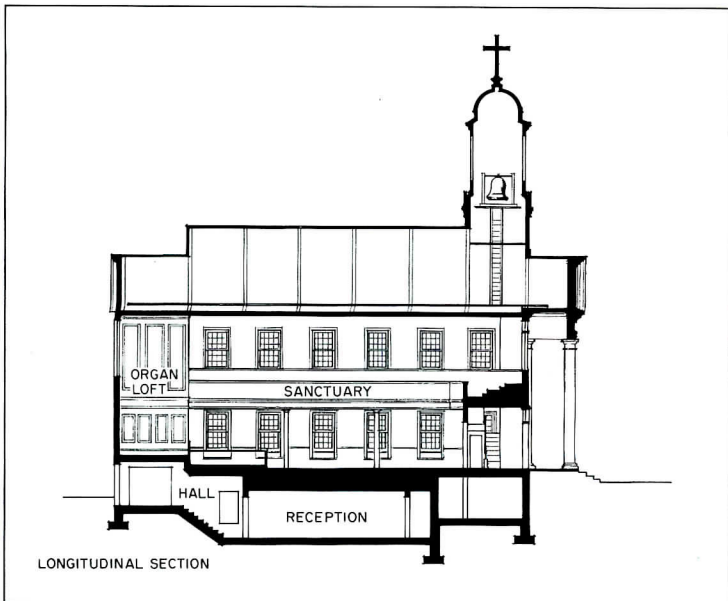 ORGAN
LOFT
SANCTUARY
HALL
RECEPTION
LONGITUDINAL SECTION